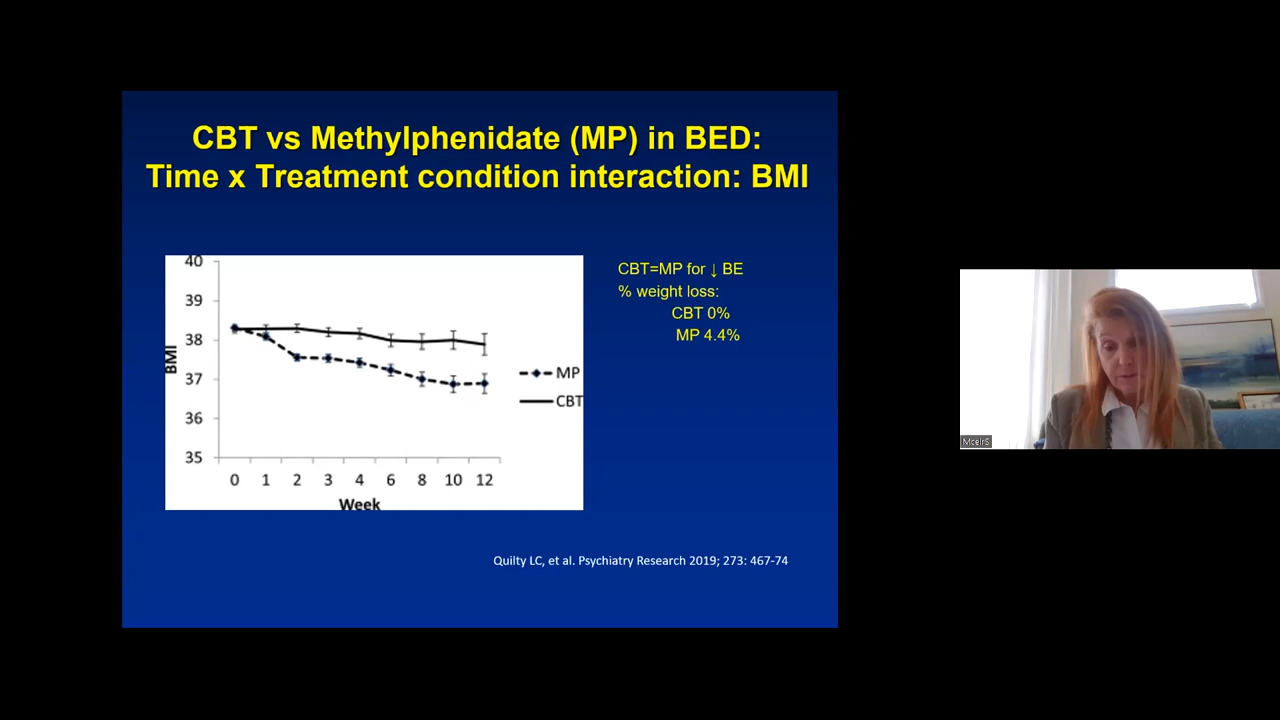 CBT vs Methylphenidate (MP) in BED:
Time x Treatment condition interaction: BMI
40
39
38
37
36
35
BMI
0 1 2 3 4 6 8 10 12
Week
MP
CBT
CBT=MP for ↓ BE
% weight loss:
CBT 0%
MP 4.4%
Quilty LC, et al. Psychiatry Research 2019; 273: 467-74
McelrS